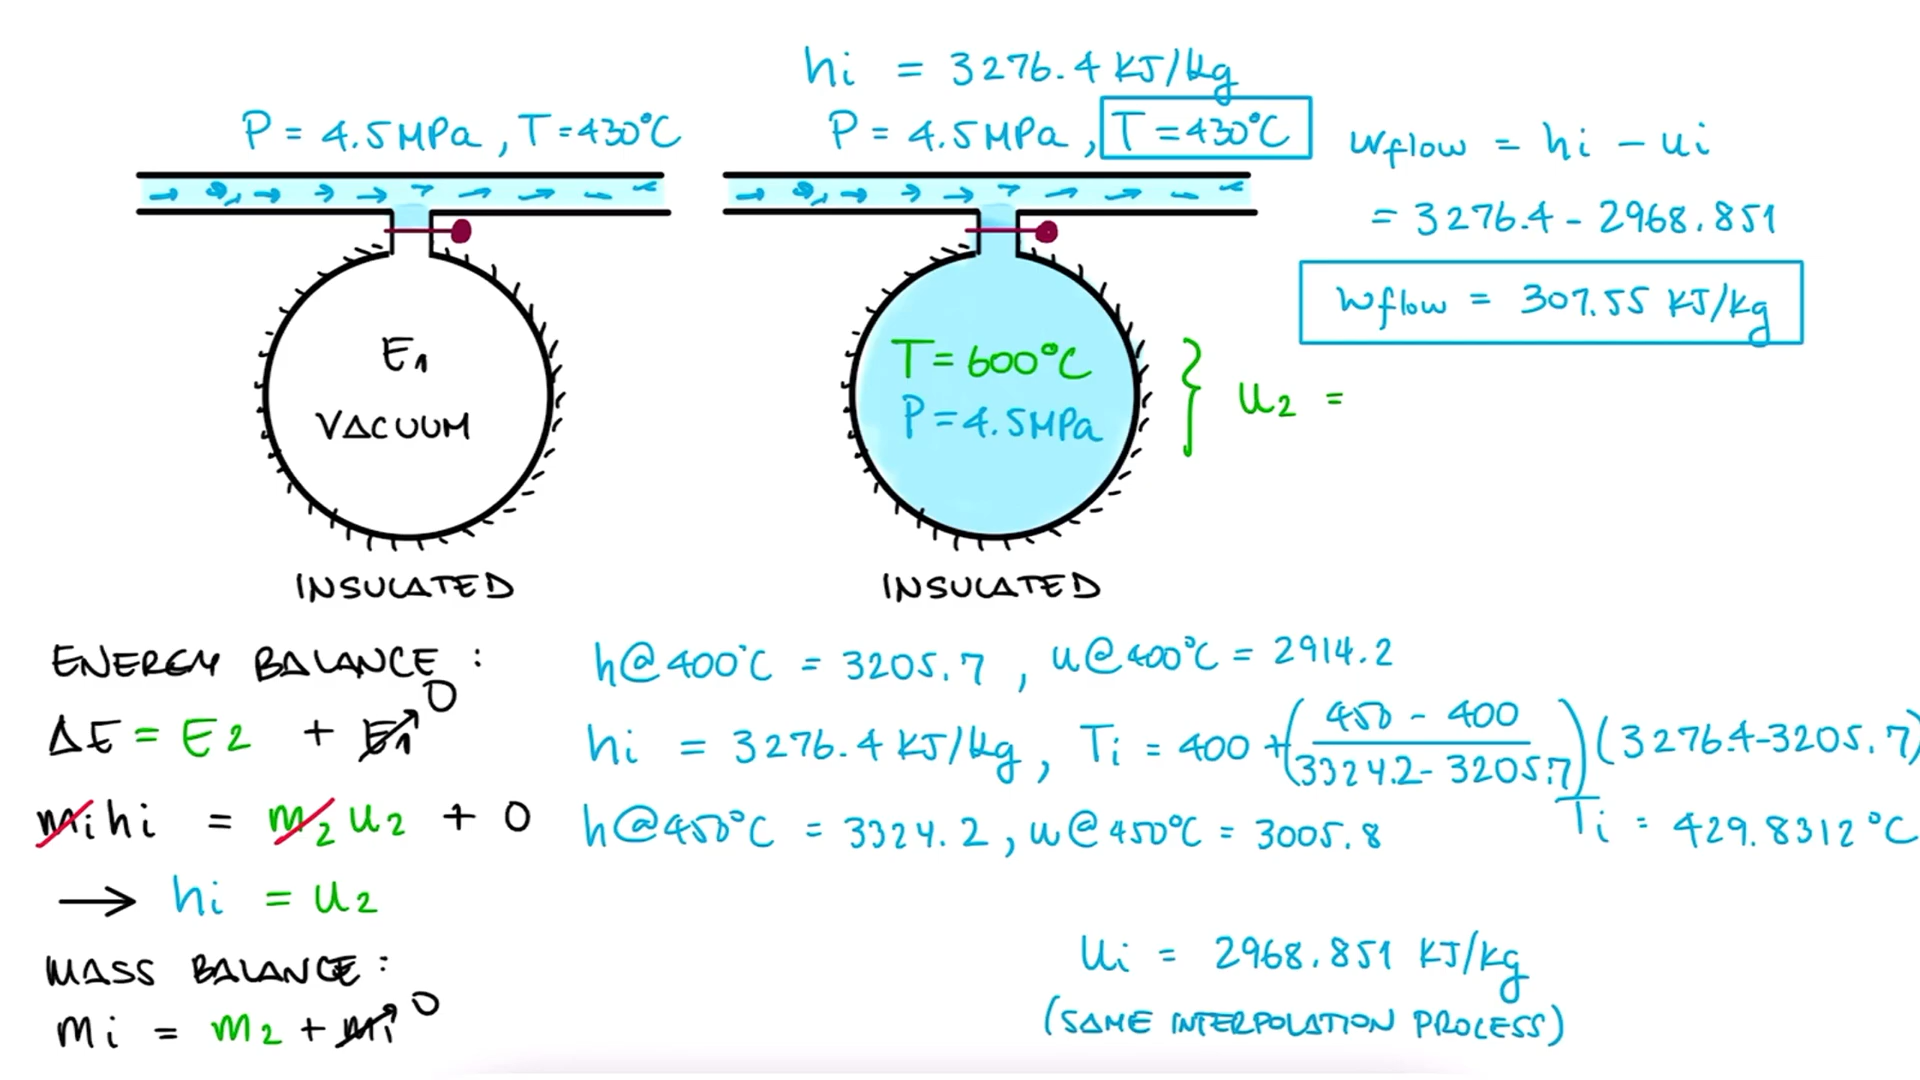 hi = 3276.4 KJ/kg
P = 4.5MPa, T=430°C
P = 4.5MPa, T=430°C
wflow = hi - ui
= 3276.4 - 2968.851
wflow = 307.55 KJ/kg
E1
VACUUM
T=600°C
P=4.5MPa
u2 =
INSULATED
INSULATED
ENERGY BALANCE:
ΔE = E2 + E1 0
mihi = m2u2 + 0
→ hi = u2
MASS BALANCE:
mi = m2 + m1 0
h@400°C = 3205.7, u@400°C = 2914.2
hi = 3276.4 KJ/kg, Ti = 400 + (450 - 400 / 3324.2 - 3205.7)(3276.4-3205.7)
h@450°C = 3324.2, u@450°C = 3005.8
Ti = 429.8312°C
ui = 2968.851 KJ/kg
(SAME INTERPOLATION PROCESS)